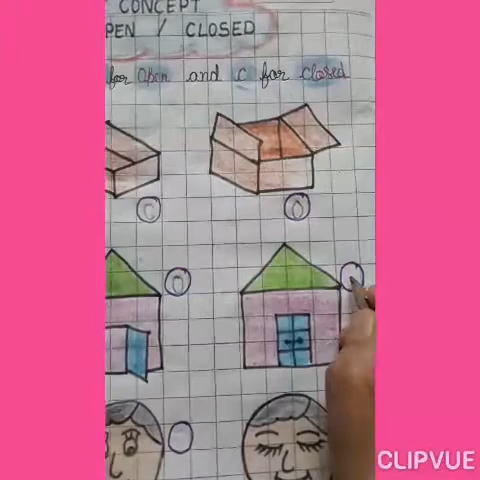 CONCEPT
PEN / CLOSED
for Open and C for closed
C
O
O
CLIPVUE